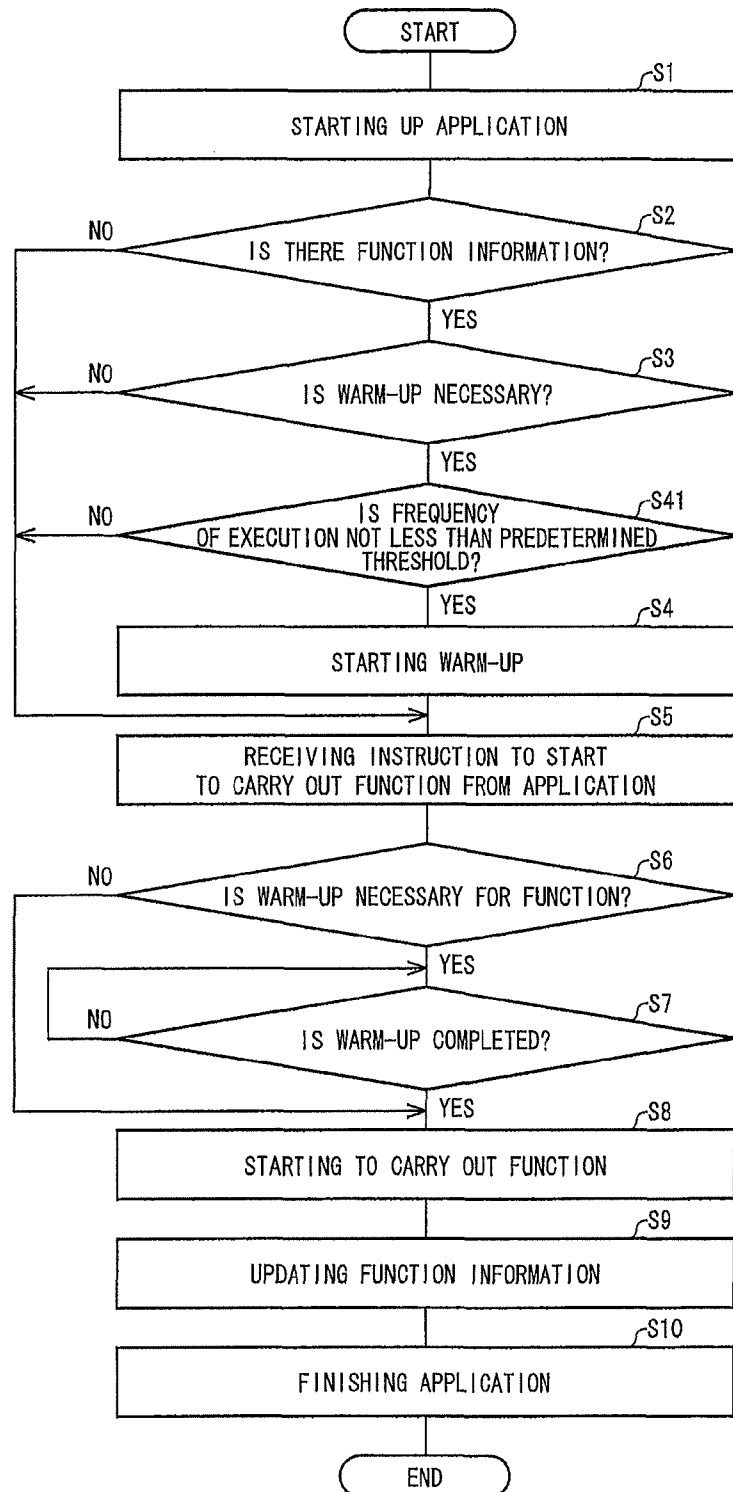 START
S1
STARTING UP APPLICATION
S2
NO
IS THERE FUNCTION INFORMATION?
YES
S3
NO
IS WARM-UP NECESSARY?
YES
S41
NO
IS FREQUENCY
OF EXECUTION NOT LESS THAN PREDETERMINED
THRESHOLD?
YES
S4
STARTING WARM-UP
S5
RECEIVING INSTRUCTION TO START
TO CARRY OUT FUNCTION FROM APPLICATION
S6
NO
IS WARM-UP NECESSARY FOR FUNCTION?
YES
S7
NO
IS WARM-UP COMPLETED?
YES
S8
STARTING TO CARRY OUT FUNCTION
S9
UPDATING FUNCTION INFORMATION
S10
FINISHING APPLICATION
END